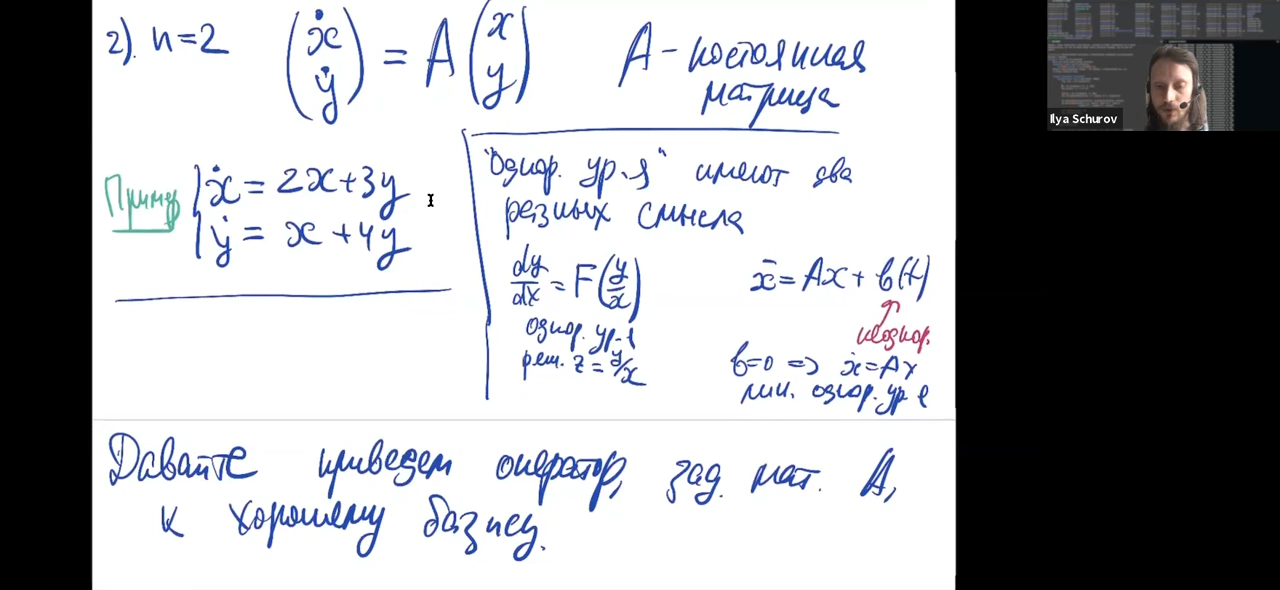 2). n=2 (ẋ ẏ) = A (x y) A - постоянная
матрица
Пример
ẋ = 2x+3y
ẏ = x+4y
"Однор. ур-я" имеют два
разных смысла
dy/dx = F(y/x)
однор. ур-е
реш. z = y/x
ẋ = Ax + b(t)
неоднор.
b=0 => ẋ=Ax
лин. однор. ур-е
Давайте приведем оператор, зад. мат. A,
к хорошему базису.
Ilya Schurov